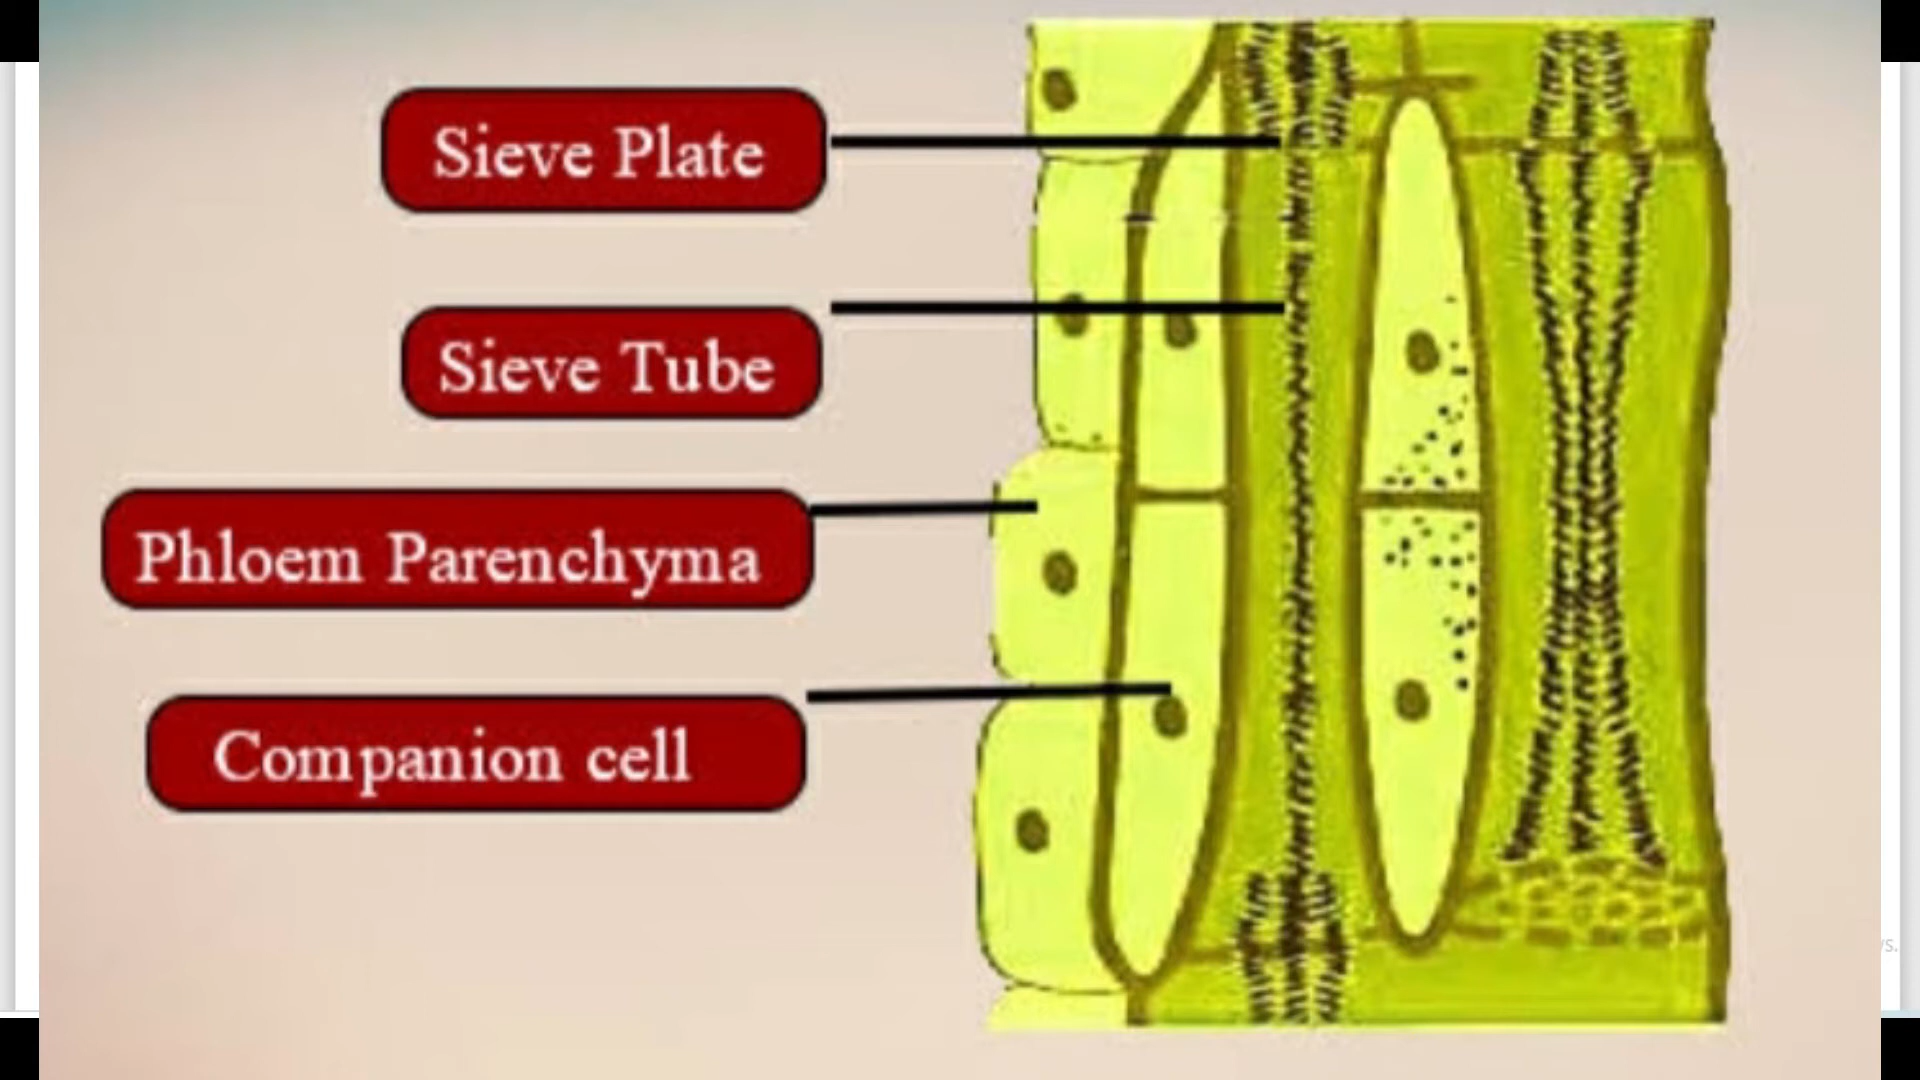 Sieve Plate
Sieve Tube
Phloem Parenchyma
Companion cell